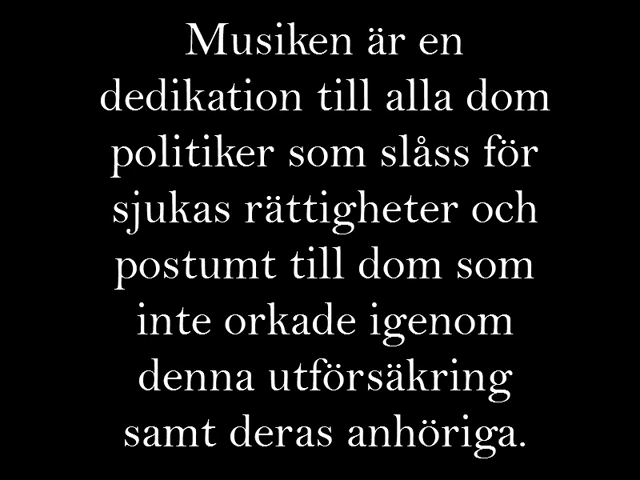 Musiken är en
dedikation till alla dom
politiker som slåss för
sjukas rättigheter och
postumt till dom som
inte orkade igenom
denna utförsäkring
samt deras anhöriga.